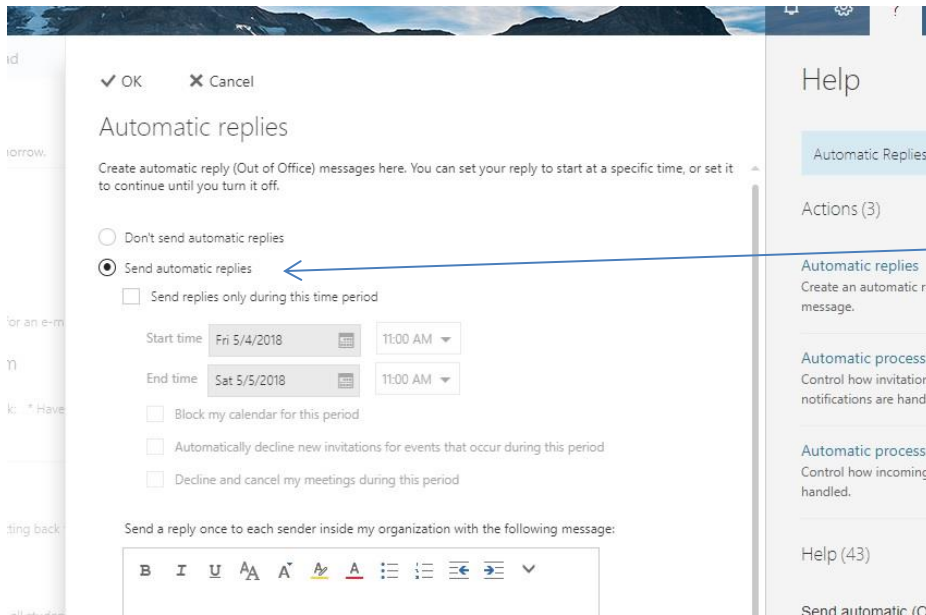 OK Cancel
Automatic replies
Create automatic reply (Out of Office) messages here. You can set your reply to start at a specific time, or set it
to continue until you turn it off.
Don't send automatic replies
Send automatic replies
Send replies only during this time period
Start time Fri 5/4/2018 11:00 AM
End time Sat 5/5/2018 11:00 AM
Block my calendar for this period
Automatically decline new invitations for events that occur during this period
Decline and cancel my meetings during this period
Send a reply once to each sender inside my organization with the following message:
B I U
?
Help
Automatic Replies
Actions (3)
Automatic replies
Create an automatic r
message.
Automatic process
Control how invitation
notifications are hand
Automatic process
Control how incoming
handled.
Help (43)
Send automatic (O
orrow.
for an e-m
k: ." Have
ting back